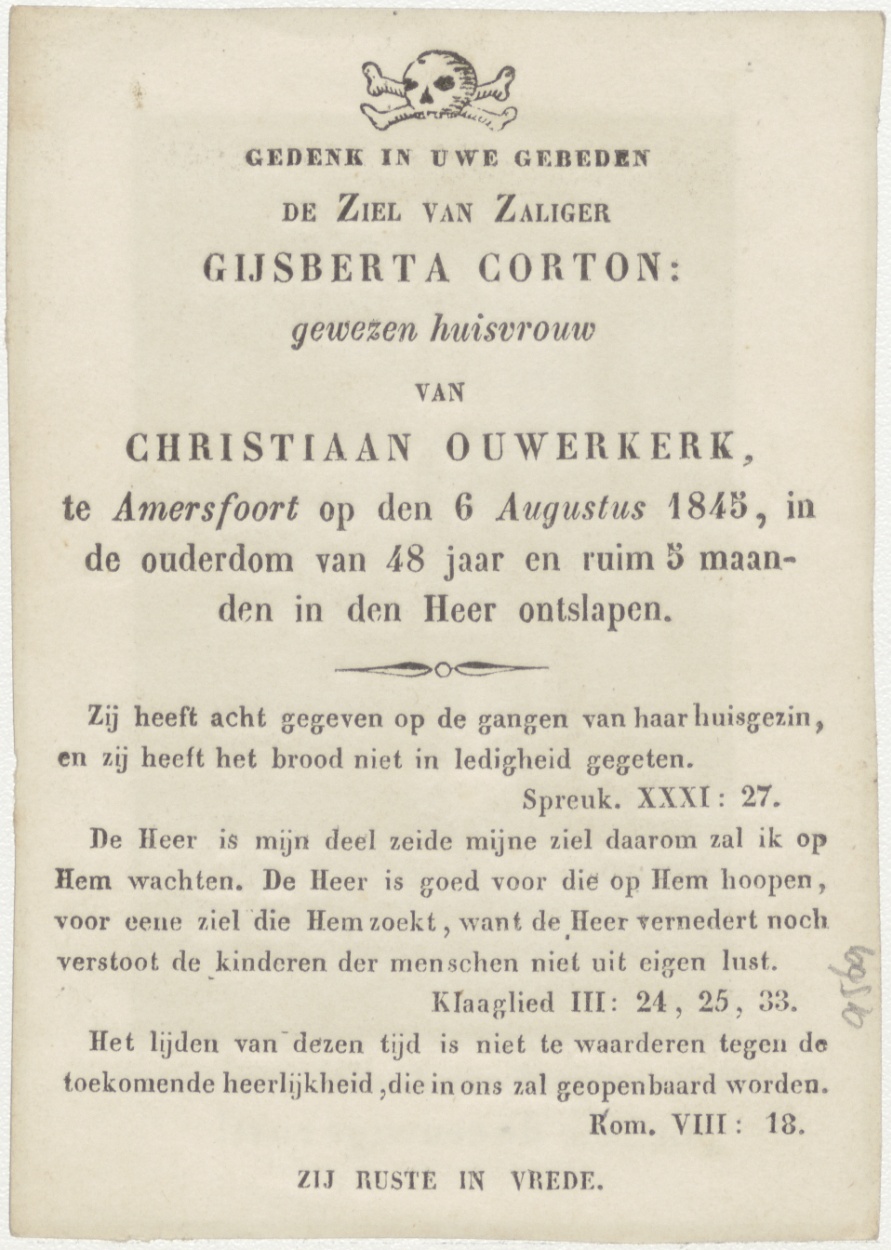 GEDENK IN UWE GEBEDEN
DE ZIEL VAN ZALIGER
GIJSBERTA CORTON:
gewezen huisvrouw
VAN
CHRISTIAAN OUWERKERK,
te Amersfoort op den 6 Augustus 1845, in
de ouderdom van 48 jaar en ruim 5 maan-
den in den Heer ontslapen.
Zij heeft acht gegeven op de gangen van haar huisgezin,
en zij heeft het brood niet in ledigheid gegeten.
Spreuk. XXXI: 27.
De Heer is mijn deel zeide mijne ziel daarom zal ik op
Hem wachten. De Heer is goed voor die op Hem hoopen,
voor eene ziel die Hem zoekt, want de Heer vernedert noch
verstoot de kinderen der menschen niet uit eigen lust.
Klaaglied III: 24, 25, 33.
Het lijden van dezen tijd is niet te waarderen tegen de
toekomende heerlijkheid, die in ons zal geopenbaard worden.
Rom. VIII: 18.
ZIJ RUSTE IN VREDE.